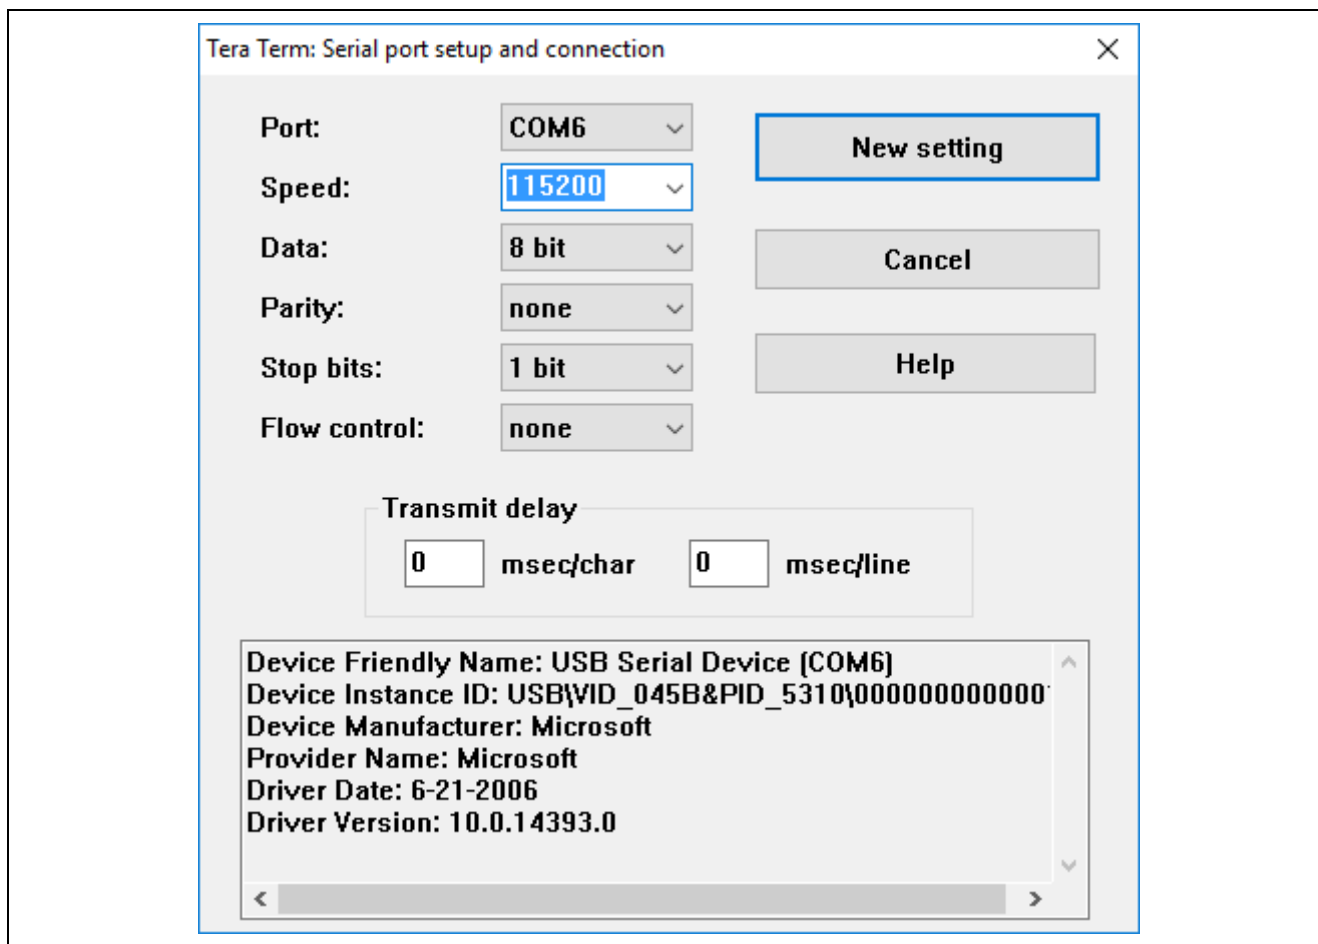 Tera Term: Serial port setup and connection
Port: COM6 New setting
Speed: 115200
Data: 8 bit Cancel
Parity: none
Stop bits: 1 bit Help
Flow control: none
Transmit delay
0 msec/char 0 msec/line
Device Friendly Name: USB Serial Device (COM6)
Device Instance ID: USB\VID_045B&PID_5310\000000000000
Device Manufacturer: Microsoft
Provider Name: Microsoft
Driver Date: 6-21-2006
Driver Version: 10.0.14393.0